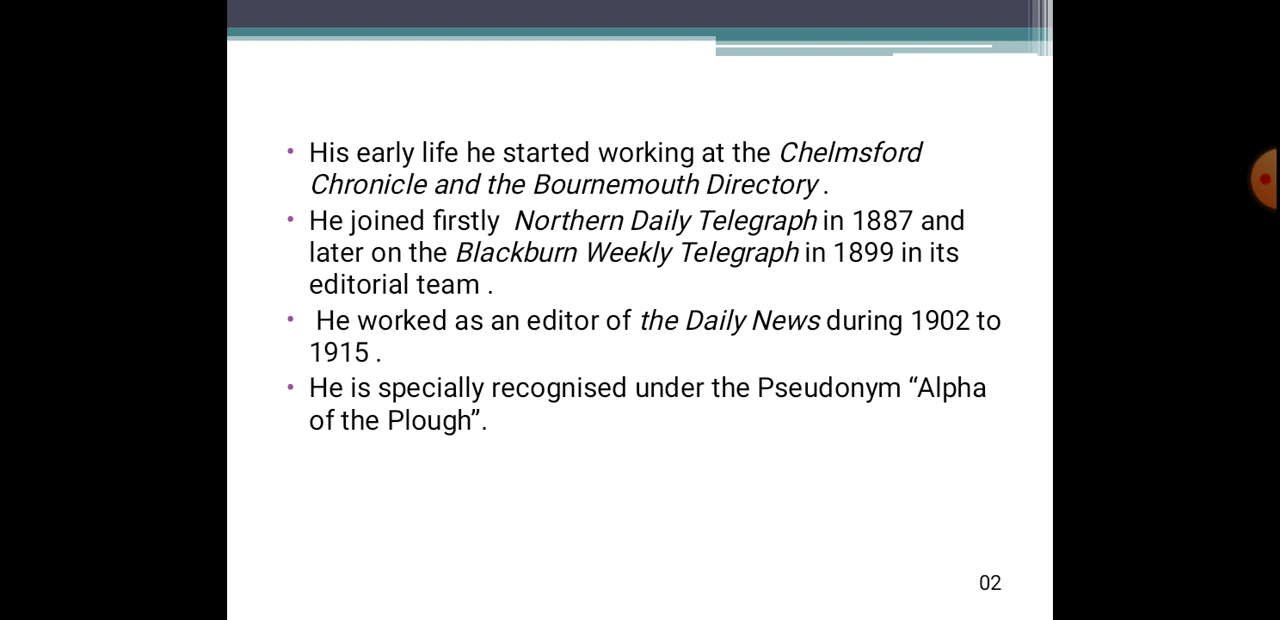 His early life he started working at the Chelmsford
Chronicle and the Bournemouth Directory .
He joined firstly  Northern Daily Telegraph in 1887 and
later on the Blackburn Weekly Telegraph in 1899 in its
editorial team .
He worked as an editor of the Daily News during 1902 to
1915 .
He is specially recognised under the Pseudonym “Alpha
of the Plough”.
02